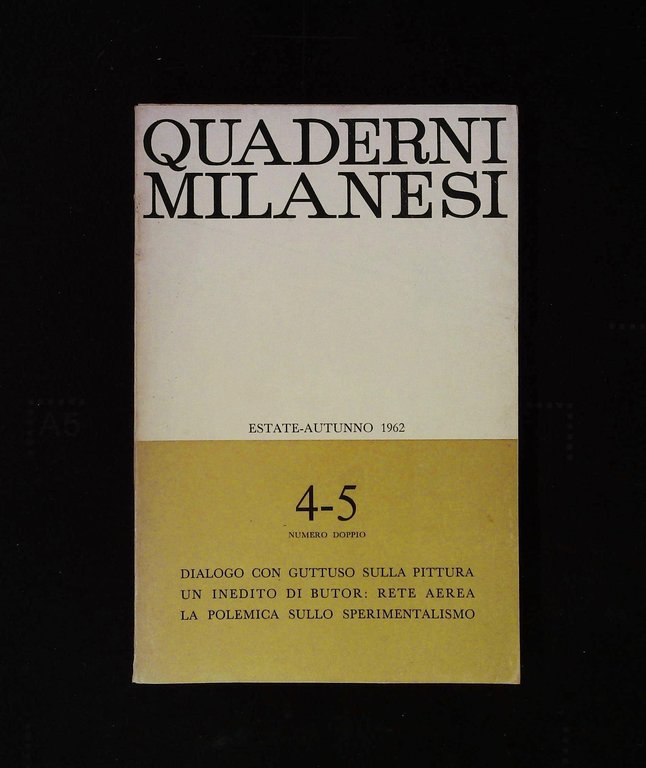 QUADERNI
MILANESI
ESTATE-AUTUNNO 1962
4-5
NUMERO DOPPIO
DIALOGO CON GUTTUSO SULLA PITTURA
UN INEDITO DI BUTOR: RETE AEREA
LA POLEMICA SULLO SPERIMENTALISMO
A5